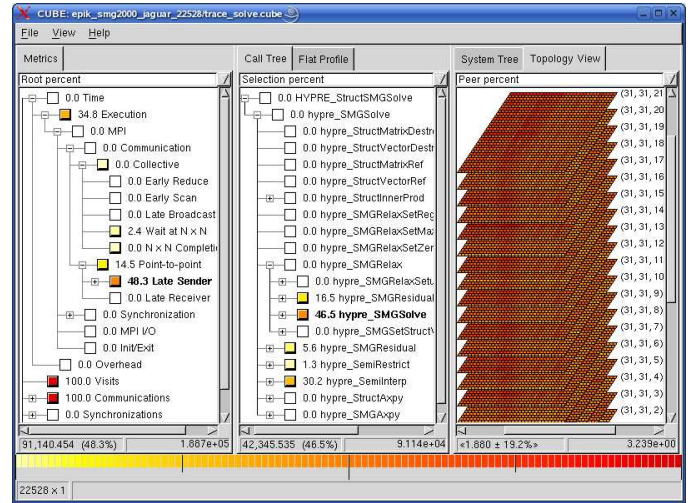 CUBE: epik_smg2000_jaguar_22528/trace_solve.cube
File View Help
Metrics
Call Tree Flat Profile
System Tree Topology View
Root percent
Selection percent
Peer percent
0.0 Time
34.8 Execution
0.0 MPI
0.0 Communication
0.0 Collective
0.0 Early Reduce
0.0 Early Scan
0.0 Late Broadcast
2.4 Wait at N x N
0.0 N x N Completi
14.5 Point-to-point
48.3 Late Sender
0.0 Late Receiver
0.0 Synchronization
0.0 MPI I/O
0.0 Init/Exit
0.0 Overhead
100.0 Visits
100.0 Communications
0.0 Synchronizations
0.0 HYPRE_StructSMGSolve
0.0 hypre_SMGSolve
0.0 hypre_StructMatrixDestr
0.0 hypre_StructVectorDestr
0.0 hypre_StructMatrixRef
0.0 hypre_StructVectorRef
0.0 hypre_StructInnerProd
0.0 hypre_SMGRelaxSetReg
0.0 hypre_SMGRelaxSetMa
0.0 hypre_SMGRelaxSetZer
0.0 hypre_SMGRelax
0.0 hypre_SMGRelaxSetu
16.5 hypre_SMGResidual
46.5 hypre_SMGSolve
0.0 hypre_SMGSetStruct
5.6 hypre_SMGResidual
1.3 hypre_SemiRestrict
30.2 hypre_SemiInterp
0.0 hypre_StructAxpy
0.0 hypre_SMGAxpy
(31, 31, 21
(31, 31, 20
(31, 31, 19
(31, 31, 18
(31, 31, 17
(31, 31, 16
(31, 31, 15
(31, 31, 14
(31, 31, 13
(31, 31, 12
(31, 31, 11
(31, 31, 10
(31, 31, 9)
(31, 31, 8)
(31, 31, 7)
(31, 31, 6)
(31, 31, 5)
(31, 31, 4)
(31, 31, 3)
(31, 31, 2)
91,140.454 (48.3%) 1.887e+05
42,345.535 (46.5%) 9.114e+04
«1.880 ± 19.2%» 3.239e+00
22528 x 1